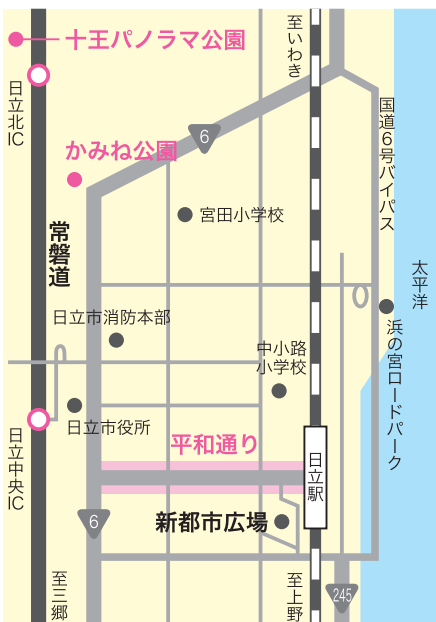 十王パノラマ公園
至いわき
日立北IC
国道6号バイパス
かみね公園
6
宮田小学校
常磐道
太平洋
日立市消防本部
浜の宮ロードパーク
中小路
小学校
日立市役所
平和通り
日立中央IC
日立駅
新都市広場
6
至三郷
至上野
245